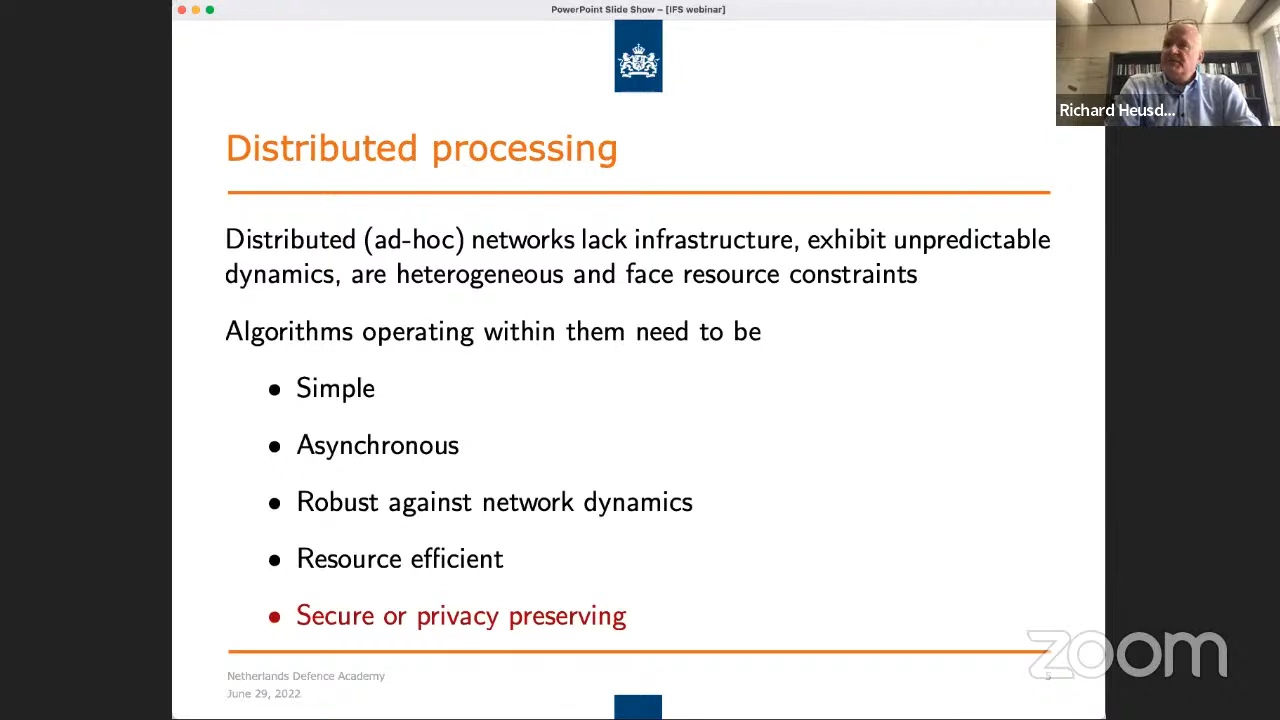 PowerPoint Slide Show – [IFS webinar]
Richard Heusd...
Distributed processing
Distributed (ad-hoc) networks lack infrastructure, exhibit unpredictable
dynamics, are heterogeneous and face resource constraints
Algorithms operating within them need to be
• Simple
• Asynchronous
• Robust against network dynamics
• Resource efficient
• Secure or privacy preserving
Netherlands Defence Academy
June 29, 2022
5
zoom